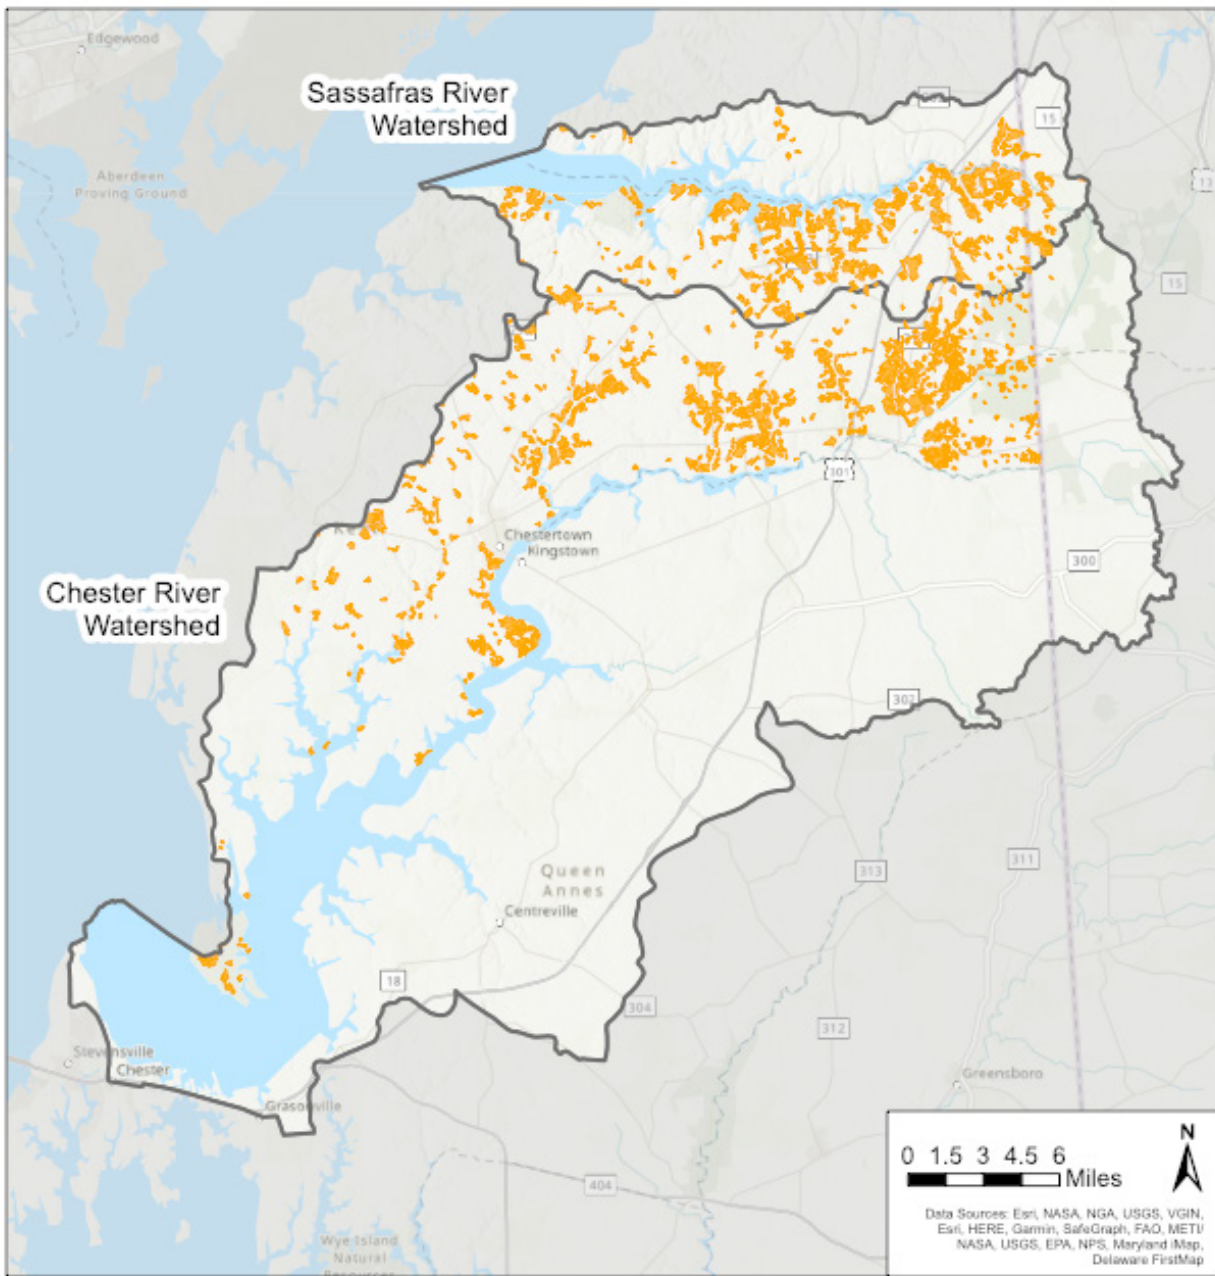 Edgewood
Sassafras River
Watershed
15
Aberdeen
Proving Ground
13
15
301
Chestertown
Kingstown
300
Chester River
Watershed
302
311
Queen
Annes
313
Centreville
18
304
312
Stevensville
Chester
Greensboro
Grasonville
N
0 1.5 3 4.5 6
Miles
404
Data Sources: Esri, NASA, NGA, USGS, VGIN,
Esri, HERE, Garmin, SafeGraph, FAO, METI/
NASA, USGS, EPA, NPS, Maryland iMap,
Delaware FirstMap
Wye Island
Natural
Resources